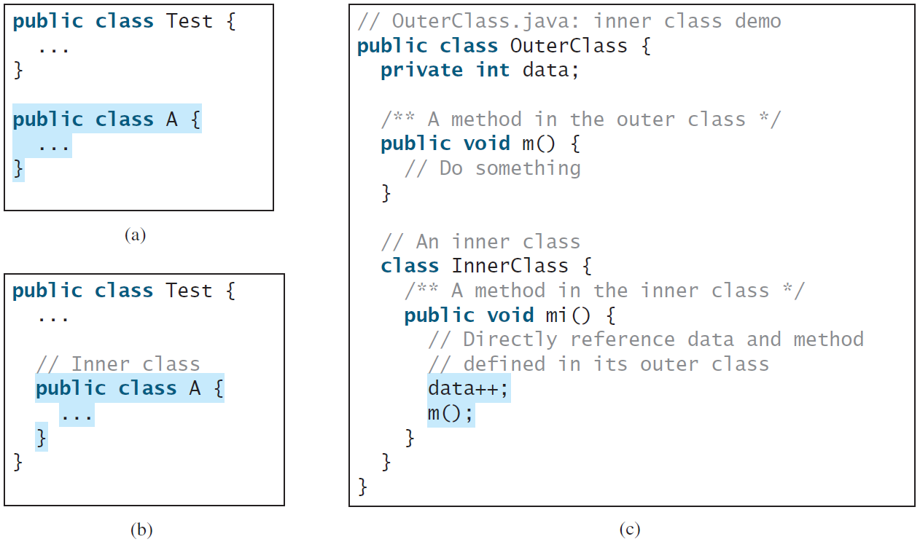 public class Test {
...
}
public class A {
...
}
(a)
public class Test {
...
// Inner class
public class A {
...
}
}
(b)
// OuterClass.java: inner class demo
public class OuterClass {
private int data;
/** A method in the outer class */
public void m() {
// Do something
}
// An inner class
class InnerClass {
/** A method in the inner class */
public void mi() {
// Directly reference data and method
// defined in its outer class
data++;
m();
}
}
}
(c)